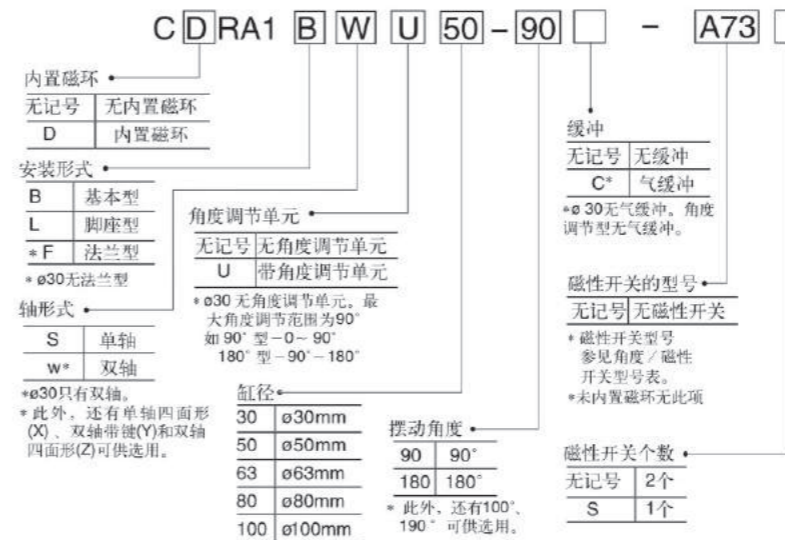 C D RA1 B W U 50 - 90 - A73
内置磁环
无记号 无内置磁环
D 内置磁环
安装形式
B 基本型
L 脚座型
* F 法兰型
* ø30无法兰型
轴形式
S 单轴
w* 双轴
*ø30只有双轴。
* 此外，还有单轴四面形
(X) 、双轴带键(Y)和双轴
四面形(Z)可供选用。
角度调节单元
无记号 无角度调节单元
U 带角度调节单元
* ø30 无角度调节单元。最
大角度调节范围为90°
如 90° 型－0～ 90°
180° 型－90°－180°
缸径
30 ø30mm
50 ø50mm
63 ø63mm
80 ø80mm
100 ø100mm
摆动角度
90 90°
180 180°
* 此外，还有100°、
190 ° 可供选用。
缓冲
无记号 无缓冲
C* 气缓冲
*ø 30无气缓冲。角度
调节型无气缓冲。
磁性开关的型号
无记号 无磁性开关
* 磁性开关型号
参见角度／磁性
开关型号表。
*未内置磁环无此项
磁性开关个数
无记号 2个
S 1个